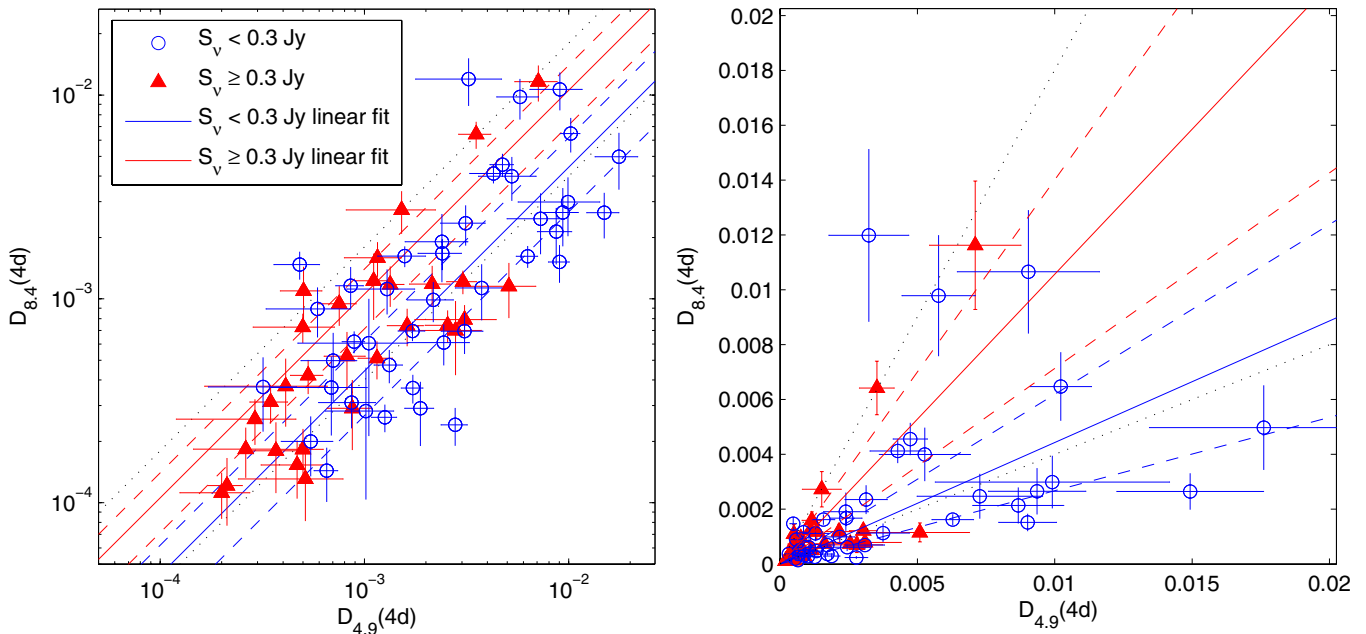 S_ν < 0.3 Jy
S_ν ≥ 0.3 Jy
S_ν < 0.3 Jy linear fit
S_ν ≥ 0.3 Jy linear fit
10^−2
10^−3
10^−4
D_8.4(4d)
10^−4
10^−3
10^−2
D_4.9(4d)
0.02
0.018
0.016
0.014
0.012
0.01
0.008
0.006
0.004
0.002
0
D_8.4(4d)
0
0.005
0.01
0.015
0.02
D_4.9(4d)